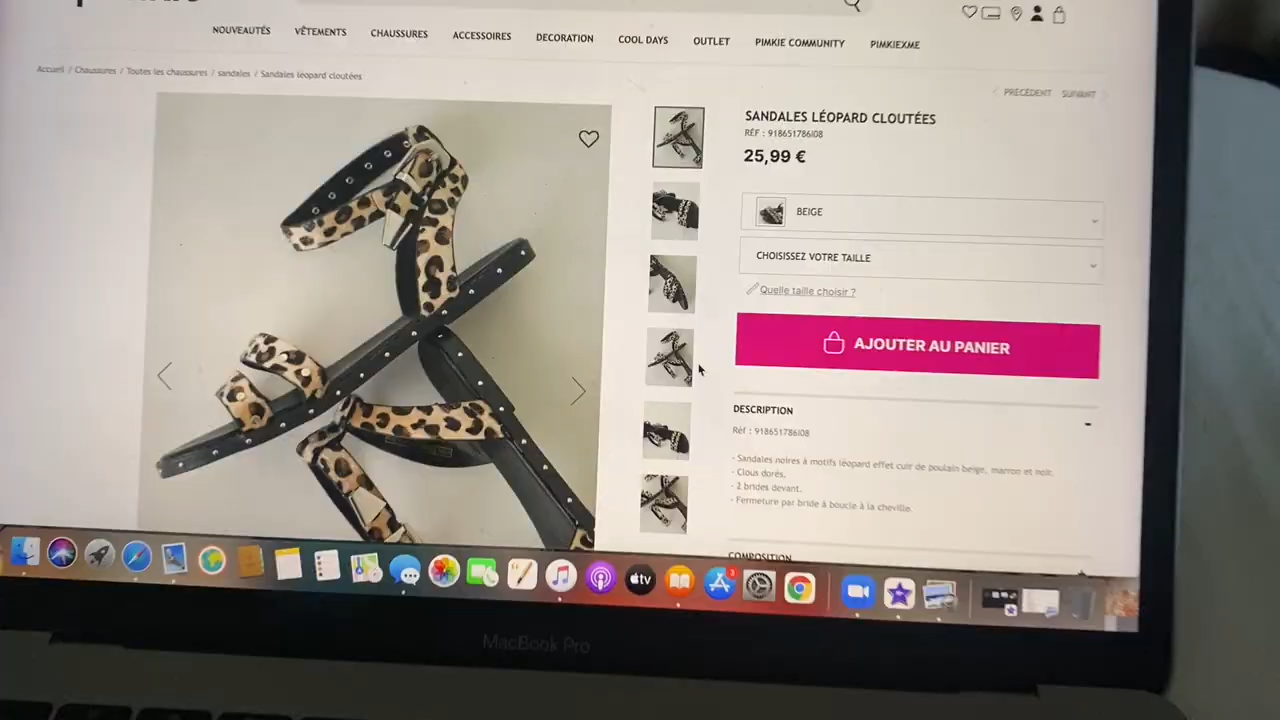 NOUVEAUTÉS
VÊTEMENTS
CHAUSSURES
ACCESSOIRES
DECORATION
COOL DAYS
OUTLET
PIMKIE COMMUNITY
PIMKIEXME
Accueil / Chaussures / Toutes les chaussures / sandales / Sandales léopard cloutées
PRÉCÉDENT SUIVANT
SANDALES LÉOPARD CLOUTÉES
RÉF : 918651786I08
25,99 €
BEIGE
CHOISISSEZ VOTRE TAILLE
Quelle taille choisir ?
AJOUTER AU PANIER
DESCRIPTION
Réf : 918651786I08
- Sandales noires à motifs léopard effet cuir de poulain beige, marron et noir.
- Clous dorés.
- 2 brides devant.
- Fermeture par bride à boucle à la cheville.
COMPOSITION
tv
3
MacBook Pro